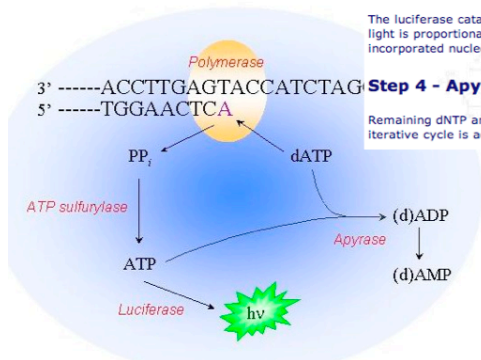 The luciferase cata
light is proportiona
incorporated nucle
Polymerase
3’ ------ACCTTGAGTACCATCTAG
5’ ------TGGAACTCA
Step 4 - Apy
Remaining dNTP a
iterative cycle is a
PPi
dATP
ATP sulfurylase
(d)ADP
Apyrase
ATP
(d)AMP
Luciferase
hν